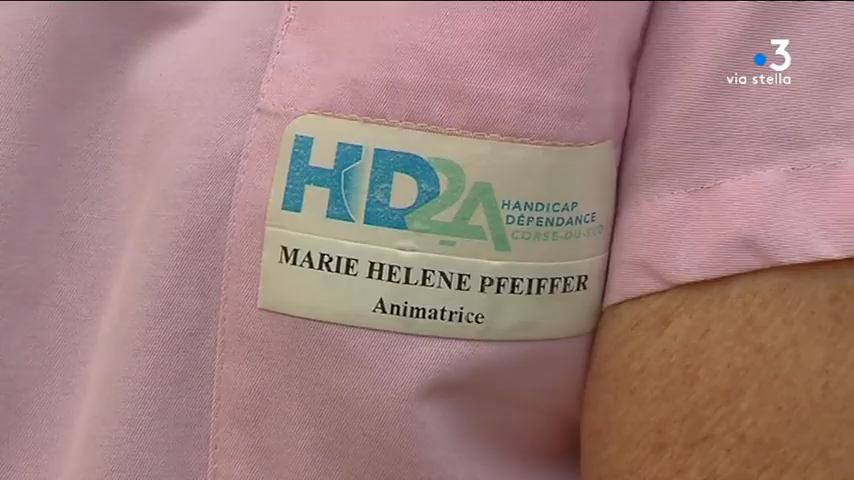 3
via stella
HD2A
HANDICAP
DÉPENDANCE
CORSE-DU-SUD
MARIE HELENE PFEIFFER
Animatrice